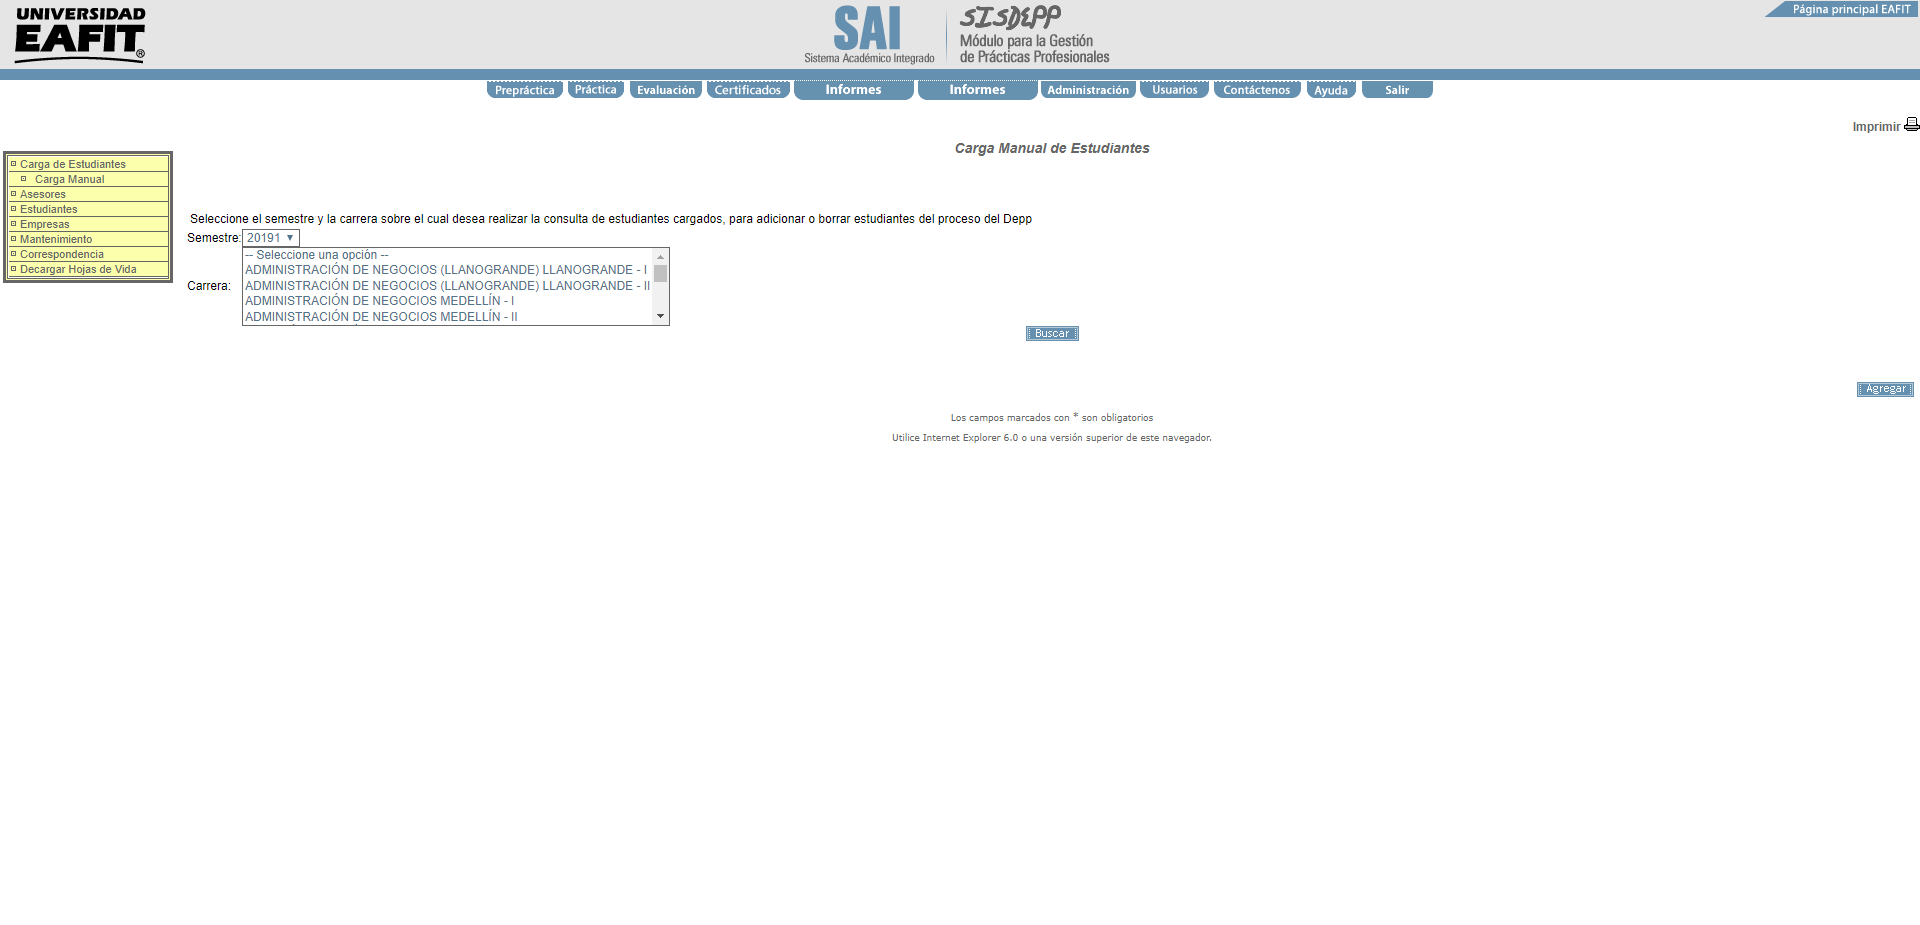 UNIVERSIDAD
EAFIT®
SAI
Sistema Académico Integrado
SISDEPP
Módulo para la Gestión
de Prácticas Profesionales
Página principal EAFIT
Prepráctica Práctica Evaluación Certificados Informes Informes Administración Usuarios Contáctenos Ayuda Salir
Imprimir
Carga Manual de Estudiantes
Carga de Estudiantes
Carga Manual
Asesores
Estudiantes
Empresas
Mantenimiento
Correspondencia
Decargar Hojas de Vida
Seleccione el semestre y la carrera sobre el cual desea realizar la consulta de estudiantes cargados, para adicionar o borrar estudiantes del proceso del Depp
Semestre: 20191
Carrera:
-- Seleccione una opción --
ADMINISTRACIÓN DE NEGOCIOS (LLANOGRANDE) LLANOGRANDE - I
ADMINISTRACIÓN DE NEGOCIOS (LLANOGRANDE) LLANOGRANDE - II
ADMINISTRACIÓN DE NEGOCIOS MEDELLÍN - I
ADMINISTRACIÓN DE NEGOCIOS MEDELLÍN - II
Buscar
Agregar
Los campos marcados con * son obligatorios
Utilice Internet Explorer 6.0 o una versión superior de este navegador.